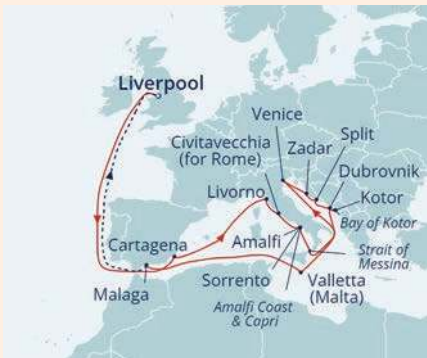 Liverpool
Venice
Split
Zadar
Civitavecchia
(for Rome)
Dubrovnik
Livorno
Kotor
Bay of Kotor
Cartagena
Amalfi
Strait of
Messina
Sorrento
Valletta
(Malta)
Malaga
Amalfi Coast
& Capri